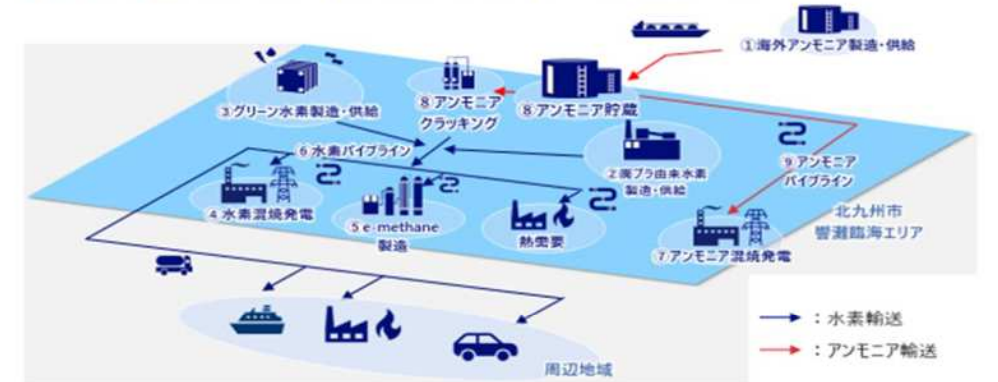 ①海外アンモニア製造・供給
③グリーン水素製造・供給
⑧アンモニア
クラッキング
⑧アンモニア貯蔵
⑥水素パイプライン
②廃プラ由来水素
製造・供給
⑨アンモニア
パイプライン
④水素混焼発電
⑤e-methane
製造
熱需要
⑦アンモニア混焼発電
北九州市
響灘臨海エリア
：水素輸送
：アンモニア輸送
周辺地域